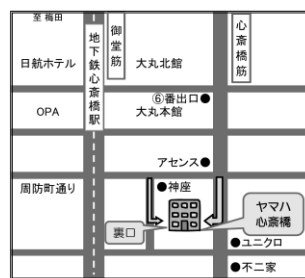 至 梅田
地下鉄心斎橋駅
御堂筋
心斎橋筋
日航ホテル
大丸北館
⑥番出口●
OPA
大丸本館
アセンス●
周防町通り
●神座
ヤマハ
心斎橋
裏口
●ユニクロ
●不二家